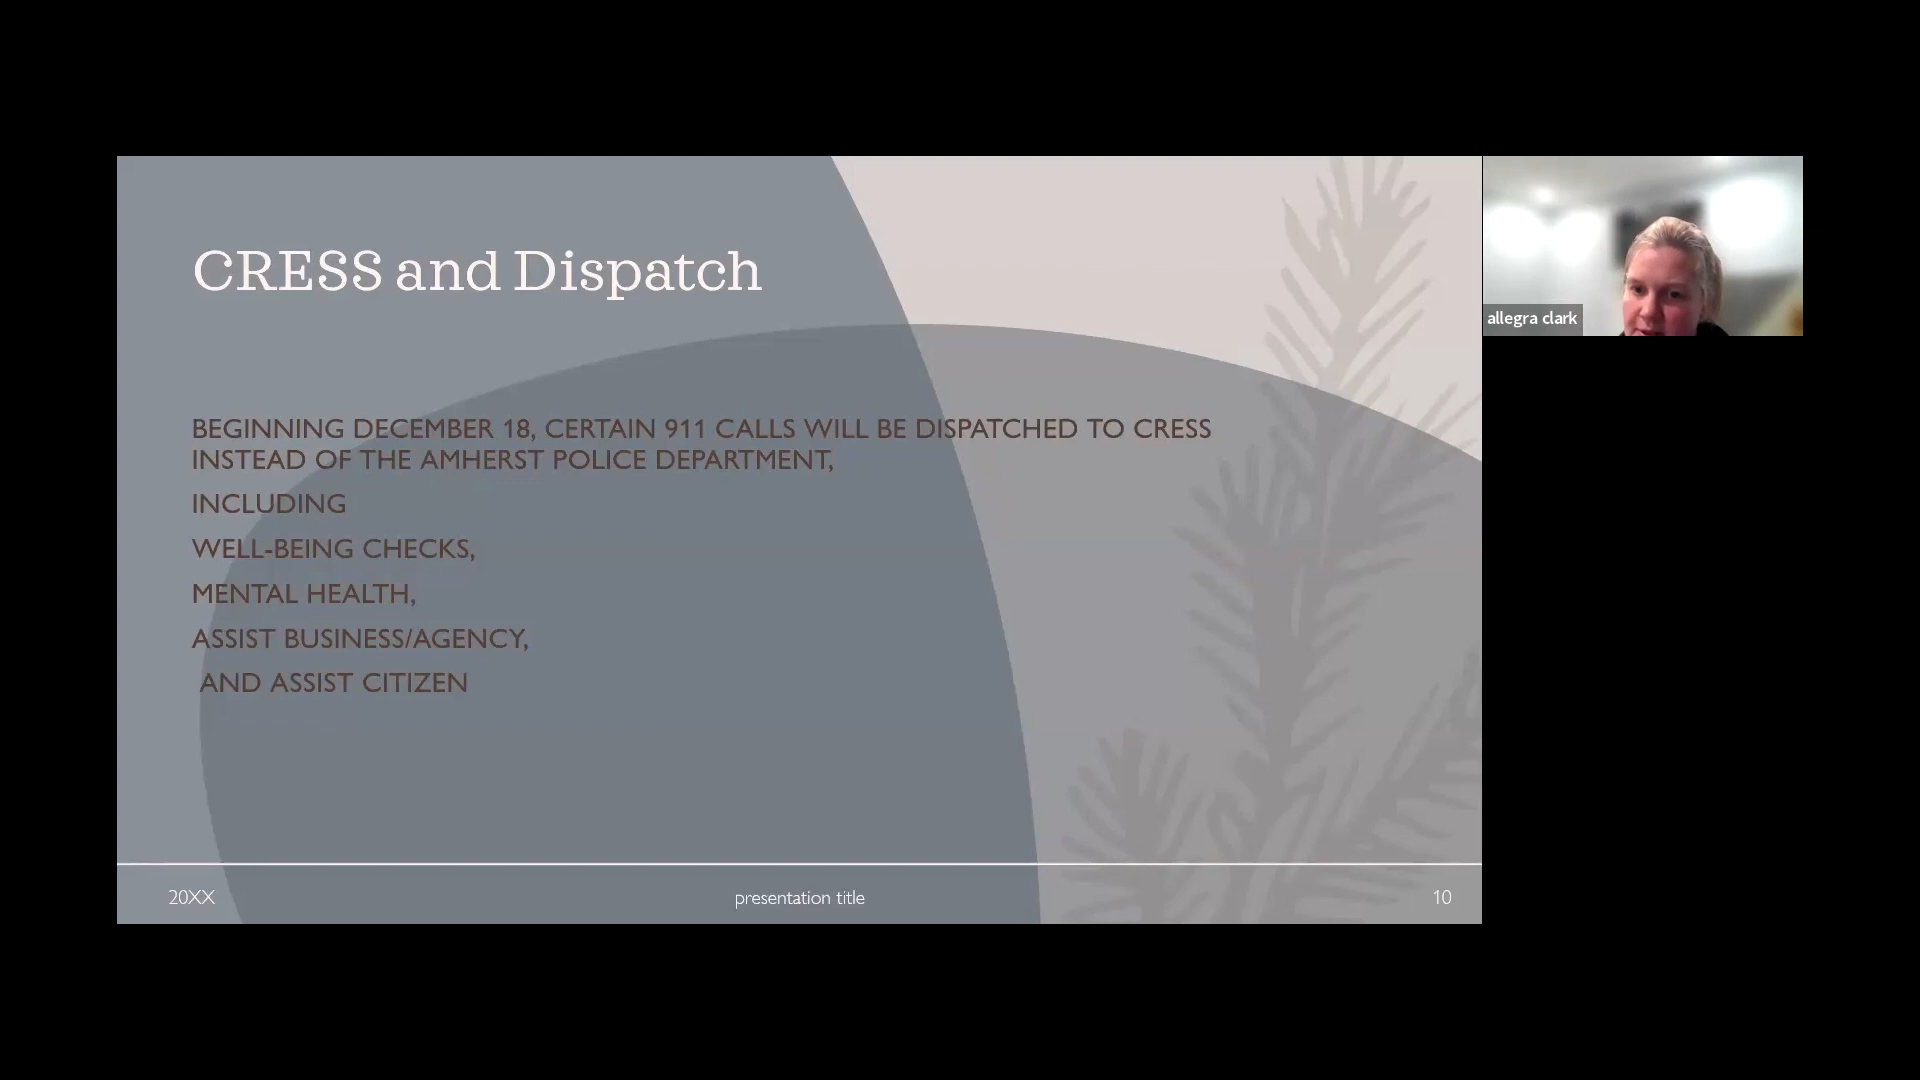 CRESS and Dispatch
BEGINNING DECEMBER 18, CERTAIN 911 CALLS WILL BE DISPATCHED TO CRESS
INSTEAD OF THE AMHERST POLICE DEPARTMENT,
INCLUDING
WELL-BEING CHECKS,
MENTAL HEALTH,
ASSIST BUSINESS/AGENCY,
AND ASSIST CITIZEN
20XX
presentation title
10
allegra clark